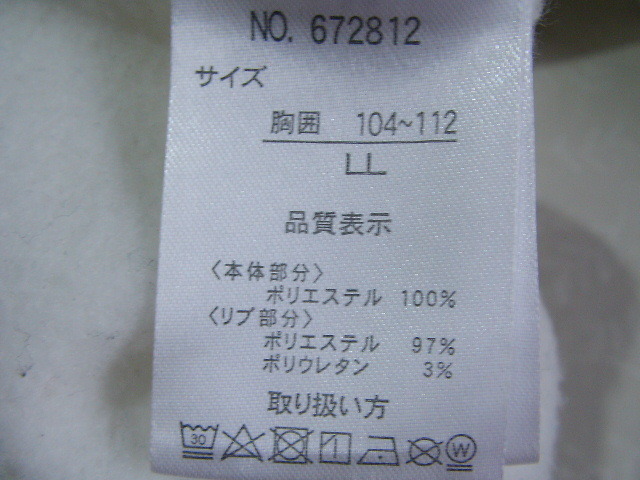 NO. 672812
サイズ
胸囲 104~112
LL
品質表示
〈本体部分〉
ポリエステル 100%
〈リブ部分〉
ポリエステル 97%
ポリウレタン 3%
取り扱い方
30
W